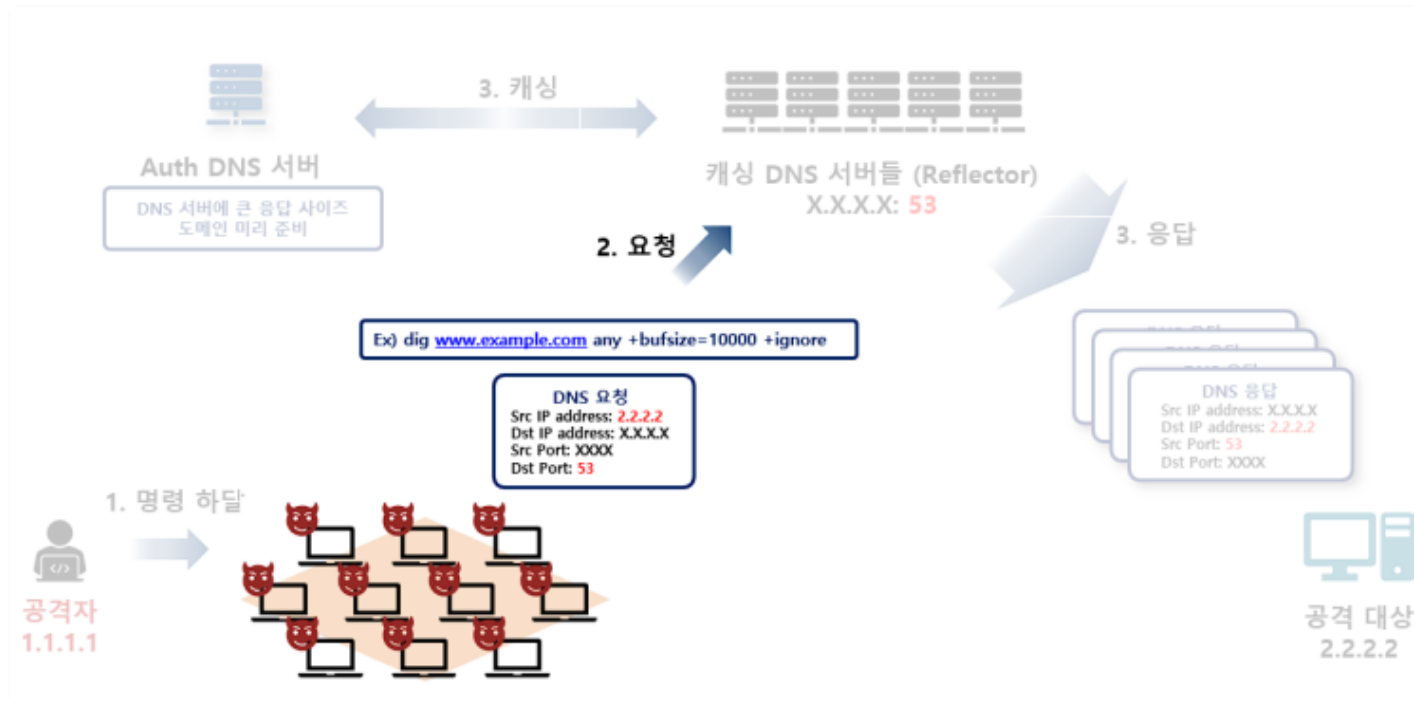 3. 캐싱
Auth DNS 서버
DNS 서버에 큰 응답 사이즈
도메인 미리 준비
캐싱 DNS 서버들 (Reflector)
X.X.X.X: 53
2. 요청
3. 응답
Ex) dig www.example.com any +bufsize=10000 +ignore
DNS 요청
Src IP address: 2.2.2.2
Dst IP address: X.X.X.X
Src Port: XXXX
Dst Port: 53
DNS 응답
Src IP address: X.X.X.X
Dst IP address: 2.2.2.2
Src Port: 53
Dst Port: XXXX
1. 명령 하달
공격자
1.1.1.1
공격 대상
2.2.2.2